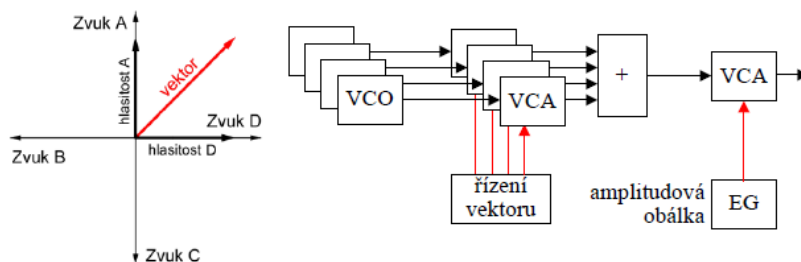 Zvuk A
hlasitost A
vektor
Zvuk D
hlasitost D
Zvuk B
Zvuk C
VCO
VCA
+
VCA
řízení
vektoru
amplitudová
obálka
EG